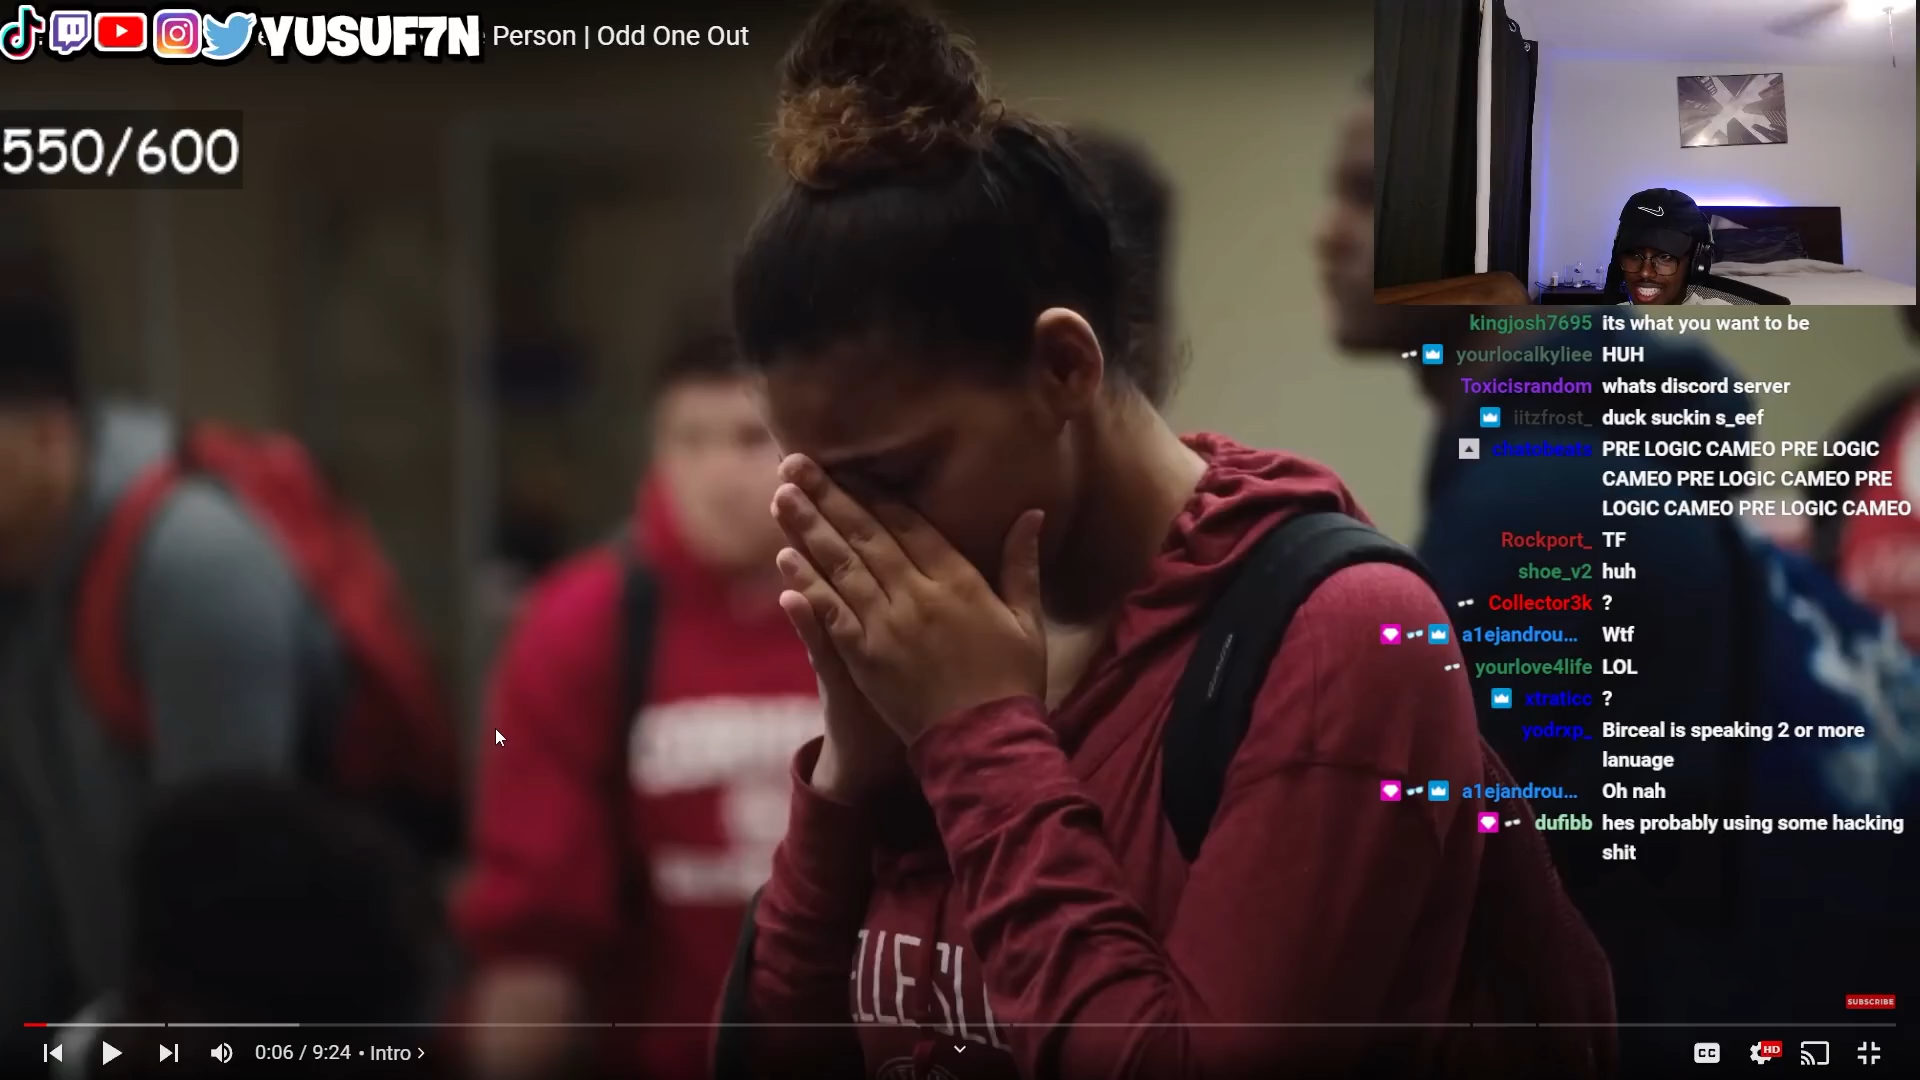 YUSUF7N
Person | Odd One Out
550/600
kingjosh7695 its what you want to be
yourlocalkyliee HUH
Toxicisrandom whats discord server
iitzfrost_ duck suckin s_eef
chatobeats PRE LOGIC CAMEO PRE LOGIC
CAMEO PRE LOGIC CAMEO PRE
LOGIC CAMEO PRE LOGIC CAMEO
Rockport_ TF
shoe_v2 huh
Collector3k ?
a1ejandrou... Wtf
yourlove4life LOL
xtraticc ?
yodrxp_ Birceal is speaking 2 or more
lanuage
a1ejandrou... Oh nah
dufibb hes probably using some hacking
shit
SUBSCRIBE
0:06 / 9:24 • Intro >
CC
HD